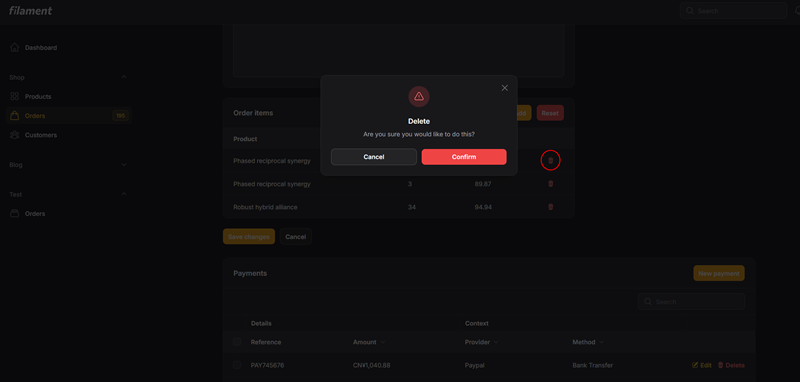 filament
Search
Dashboard
Shop
Products
Orders
Customers
Blog
Test
Orders
Order items
Reset
Product
Phased reciprocal synergy
Phased reciprocal synergy 3 89.87
Robust hybrid alliance 34 94.94
Delete
Are you sure you would like to do this?
Cancel Confirm
Save changes Cancel
Payments New payment
Search
Details Context
Reference Amount Provider Method
PAY745678 CN¥1,040.89 Paypal Bank Transfer Edit Delete